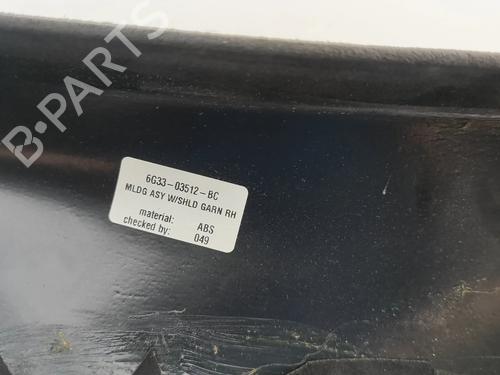 B-PARTS
6G33-03512-BC
MLDG ASY W/SHLD GARN RH
material: ABS
checked by: 049